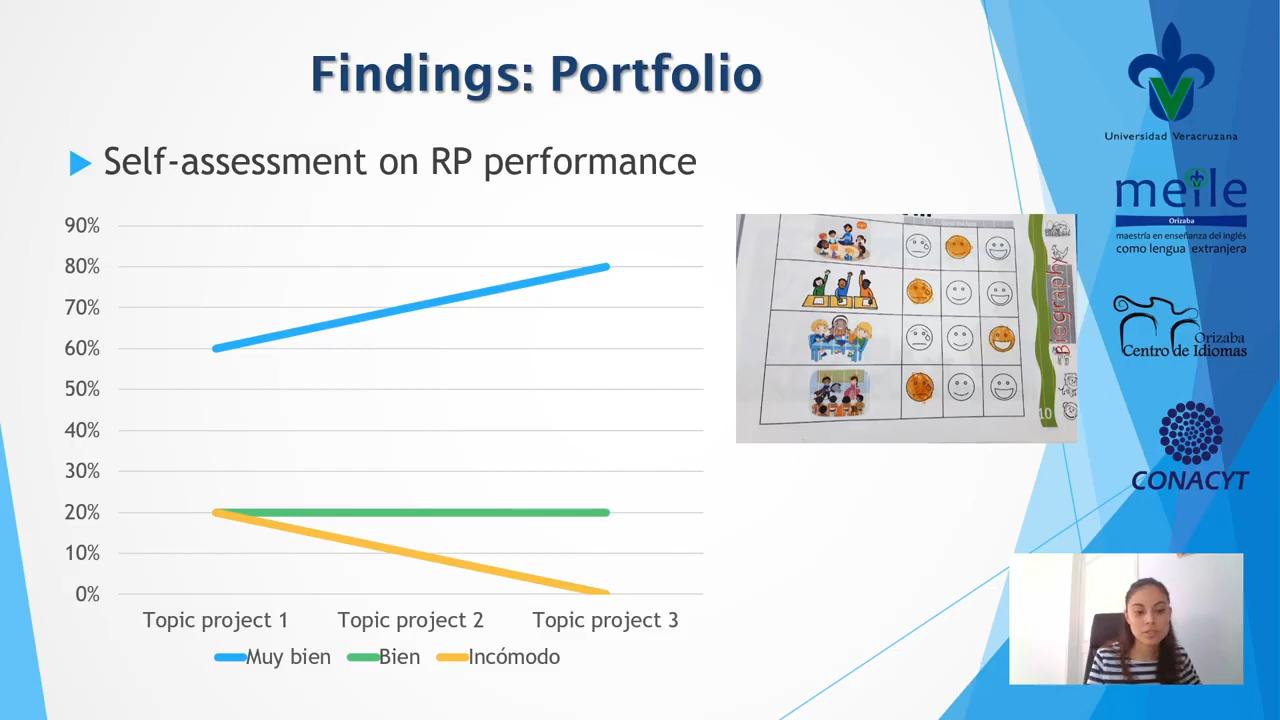 Findings: Portfolio
Self-assessment on RP performance
90%
80%
70%
60%
50%
40%
30%
20%
10%
0%
Topic project 1
Topic project 2
Topic project 3
Muy bien
Bien
Incómodo
Biography
10
Universidad Veracruzana
meile
Orizaba
maestría en enseñanza del inglés
como lengua extranjera
Orizaba
Centro de Idiomas
CONACYT